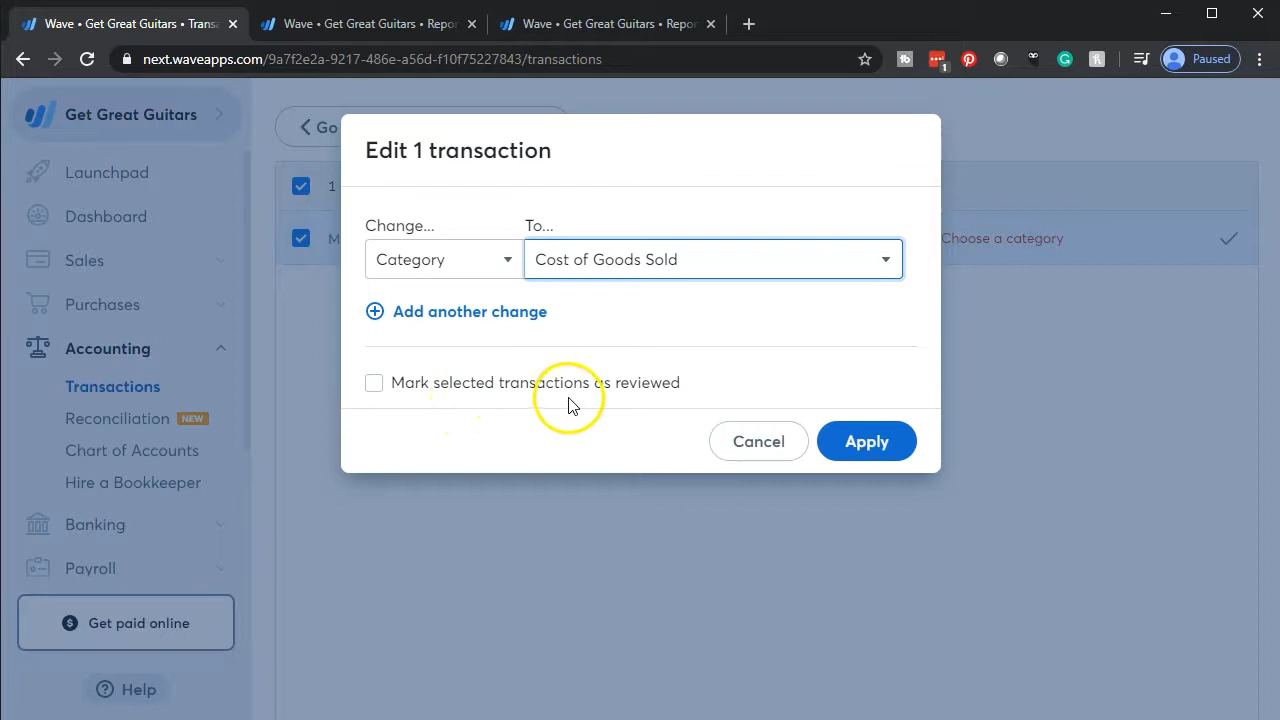 Wave • Get Great Guitars • Transa
Wave • Get Great Guitars • Repor
Wave • Get Great Guitars • Repor
next.waveapps.com/9a7f2e2a-9217-486e-a56d-f10f75227843/transactions
1
Paused
Get Great Guitars
Launchpad
Dashboard
Sales
Purchases
Accounting
Transactions
Reconciliation NEW
Chart of Accounts
Hire a Bookkeeper
Banking
Payroll
Get paid online
Help
Go
1
M
Choose a category
Edit 1 transaction
Change... To...
Category Cost of Goods Sold
Add another change
Mark selected transactions as reviewed
Cancel Apply